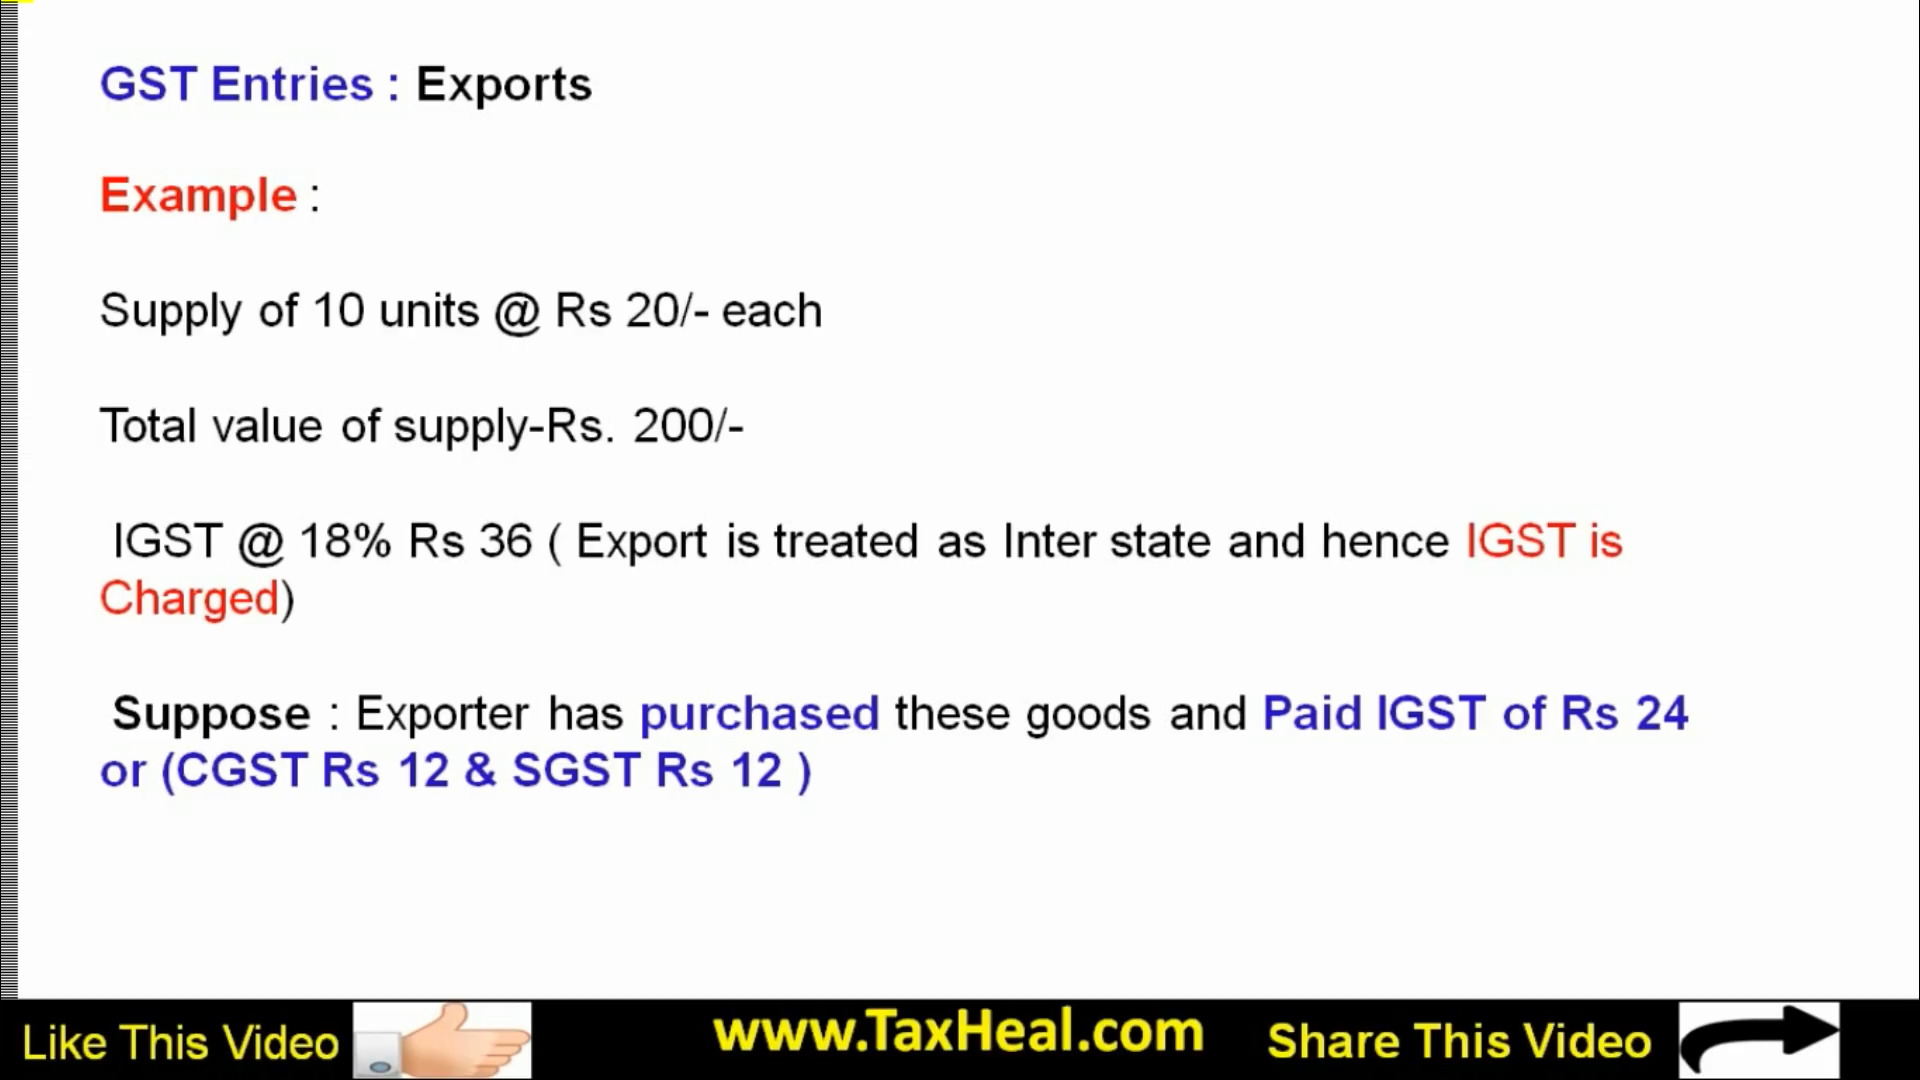 GST Entries : Exports
Example :
Supply of 10 units @ Rs 20/- each
Total value of supply-Rs. 200/-
IGST @ 18% Rs 36 ( Export is treated as Inter state and hence IGST is
Charged)
Suppose : Exporter has purchased these goods and Paid IGST of Rs 24
or (CGST Rs 12 & SGST Rs 12 )
Like This Video www.TaxHeal.com Share This Video